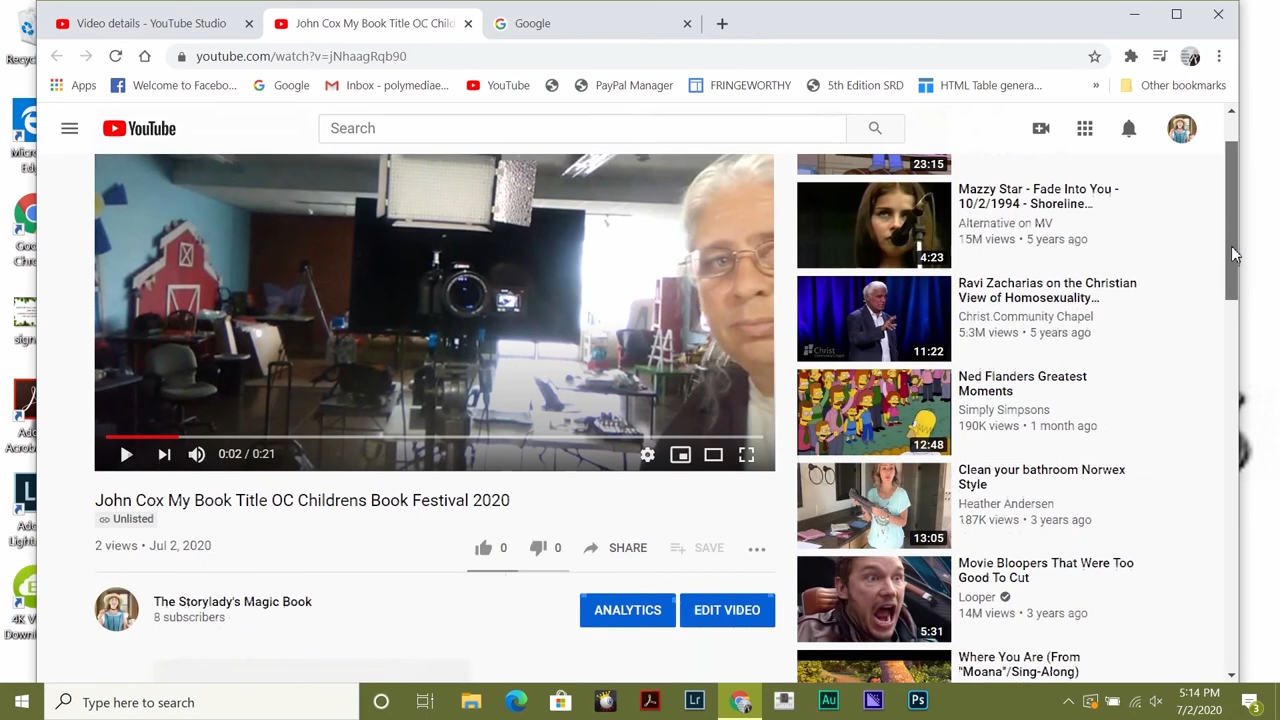 Video details - YouTube Studio
John Cox My Book Title OC Child
Google
youtube.com/watch?v=jNhaagRqb90
Apps
Welcome to Facebo...
Google
Inbox - polymediae...
YouTube
PayPal Manager
FRINGEWORTHY
5th Edition SRD
HTML Table genera...
»
Other bookmarks
YouTube
Search
23:15
Mazzy Star - Fade Into You -
10/2/1994 - Shoreline...
Alternative on MV
15M views • 5 years ago
4:23
Ravi Zacharias on the Christian
View of Homosexuality...
Christ Community Chapel
5.3M views • 5 years ago
11:22
Ned Flanders Greatest
Moments
Simply Simpsons
190K Views • 1 month ago
12:48
0:02 / 0:21
John Cox My Book Title OC Childrens Book Festival 2020
Unlisted
2 views • Jul 2, 2020
0
0
SHARE
SAVE
Clean your bathroom Norwex
Style
Heather Andersen
187K views • 3 years ago
13:05
Movie Bloopers That Were Too
Good To Cut
Looper
14M views • 3 years ago
5:31
The Storylady's Magic Book
8 subscribers
ANALYTICS
EDIT VIDEO
Where You Are (From
"Moana"/Sing-Along)
Type here to search
Lr
Au
Ps
5:14 PM
7/2/2020
3